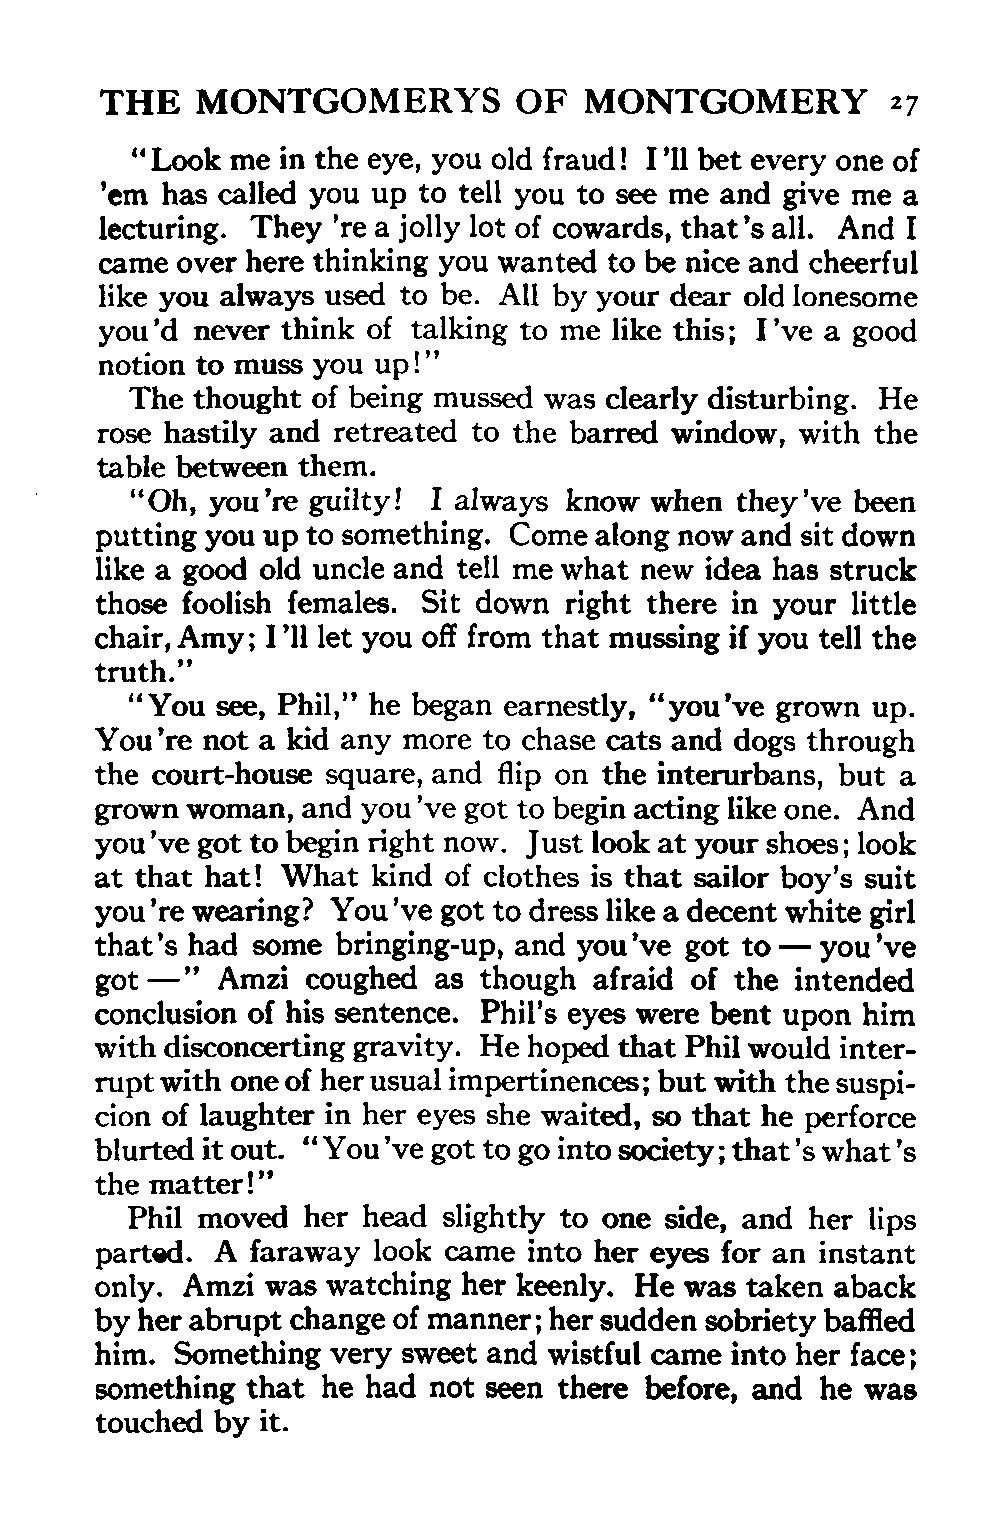 THE MONTGOMERYS OF MONTGOMERY 27
"Look me in the eye, you old fraud! I'll bet every one of
'em has called you up to tell you to see me and give me a
lecturing. They 're a jolly lot of cowards, that's all. And I
came over here thinking you wanted to be nice and cheerful
like you always used to be. All by your dear old lonesome
you'd never think of talking to me like this; I've a good
notion to muss you up!"
The thought of being mussed was clearly disturbing. He
rose hastily and retreated to the barred window, with the
table between them.
"Oh, you're guilty! I always know when they've been
putting you up to something. Come along now and sit down
like a good old uncle and tell me what new idea has struck
those foolish females. Sit down right there in your little
chair, Amy; I'll let you off from that mussing if you tell the
truth."
"You see, Phil," he began earnestly, "you've grown up.
You're not a kid any more to chase cats and dogs through
the court-house square, and flip on the interurbans, but a
grown woman, and you've got to begin acting like one. And
you've got to begin right now. Just look at your shoes; look
at that hat! What kind of clothes is that sailor boy's suit
you're wearing? You've got to dress like a decent white girl
that's had some bringing-up, and you've got to — you've
got —" Amzi coughed as though afraid of the intended
conclusion of his sentence. Phil's eyes were bent upon him
with disconcerting gravity. He hoped that Phil would inter-
rupt with one of her usual impertinences; but with the suspi-
cion of laughter in her eyes she waited, so that he perforce
blurted it out. "You've got to go into society; that's what's
the matter!"
Phil moved her head slightly to one side, and her lips
parted. A faraway look came into her eyes for an instant
only. Amzi was watching her keenly. He was taken aback
by her abrupt change of manner; her sudden sobriety baffled
him. Something very sweet and wistful came into her face;
something that he had not seen there before, and he was
touched by it.